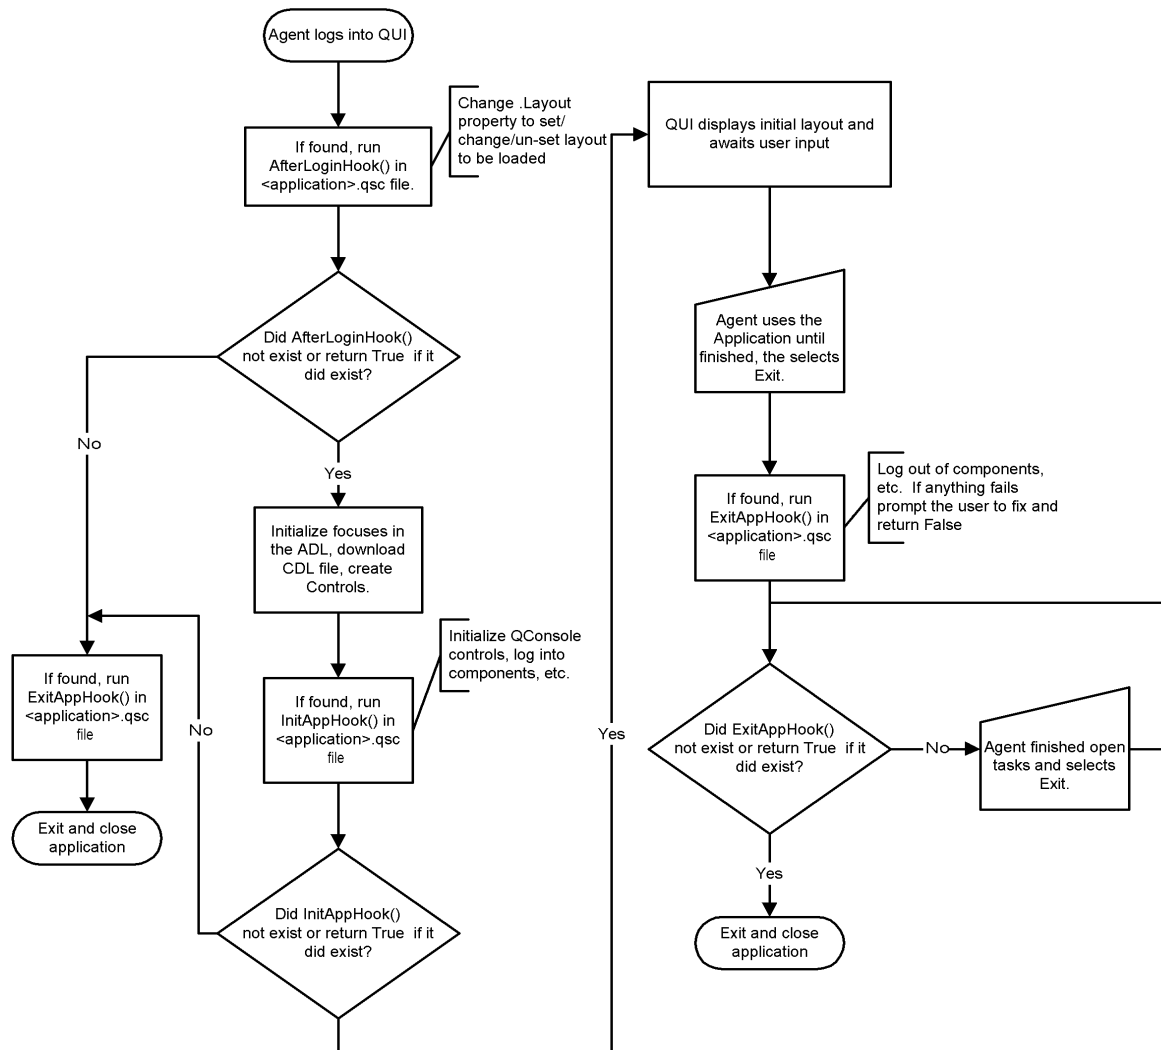 Agent logs into QUI
If found, run
AfterLoginHook() in
<application>.qsc file.
Change .Layout
property to set/
change/un-set layout
to be loaded
Did AfterLoginHook()
not exist or return True if it
did exist?
No
Yes
Initialize focuses in
the ADL, download
CDL file, create
Controls.
If found, run
InitAppHook() in
<application>.qsc
file
Initialize QConsole
controls, log into
components, etc.
If found, run
ExitAppHook() in
<application>.qsc
file
No
Exit and close
application
Did InitAppHook()
not exist or return True if it
did exist?
Yes
QUI displays initial layout and
awaits user input
Agent uses the
Application until
finished, the selects
Exit.
If found, run
ExitAppHook() in
<application>.qsc
file
Log out of components,
etc. If anything fails
prompt the user to fix and
return False
Did ExitAppHook()
not exist or return True if it
did exist?
No
Agent finished open
tasks and selects
Exit.
Yes
Exit and close
application